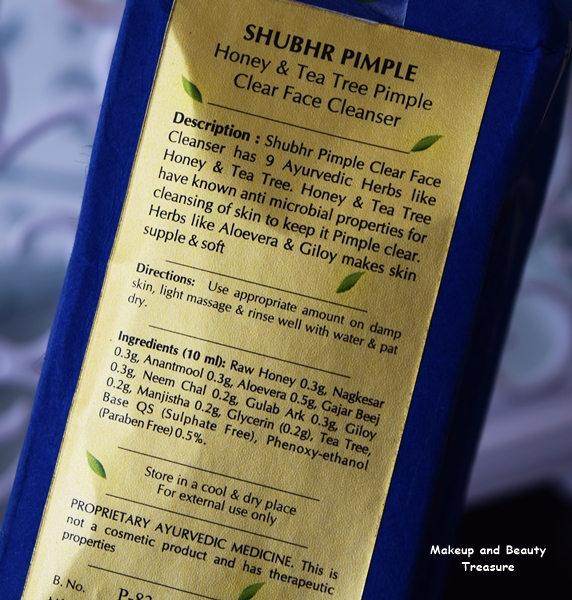 SHUBHR PIMPLE
Honey & Tea Tree Pimple
Clear Face Cleanser
Description : Shubhr Pimple Clear Face
Cleanser has 9 Ayurvedic Herbs like
Honey & Tea Tree. Honey & Tea Tree
have known anti microbial properties for
cleansing of skin to keep it Pimple clear.
Herbs like Aloevera & Giloy makes skin
supple & soft
Directions: Use appropriate amount on damp
skin, light massage & rinse well with water & pat
dry.
Ingredients (10 ml): Raw Honey 0.3g, Nagkesar
0.3g, Anantmool 0.3g, Aloevera 0.5g, Gajar Beej
0.3g, Neem Chal 0.2g, Gulab Ark 0.3g, Giloy
0.2g, Manjistha 0.2g, Glycerin (0.2g), Tea Tree,
Base QS (Sulphate Free), Phenoxy-ethanol
(Paraben Free) 0.5%.
Store in a cool & dry place
For external use only
PROPRIETARY AYURVEDIC MEDICINE. This is
not a cosmetic product and has therapeutic
properties
B. No.
Makeup and Beauty
Treasure